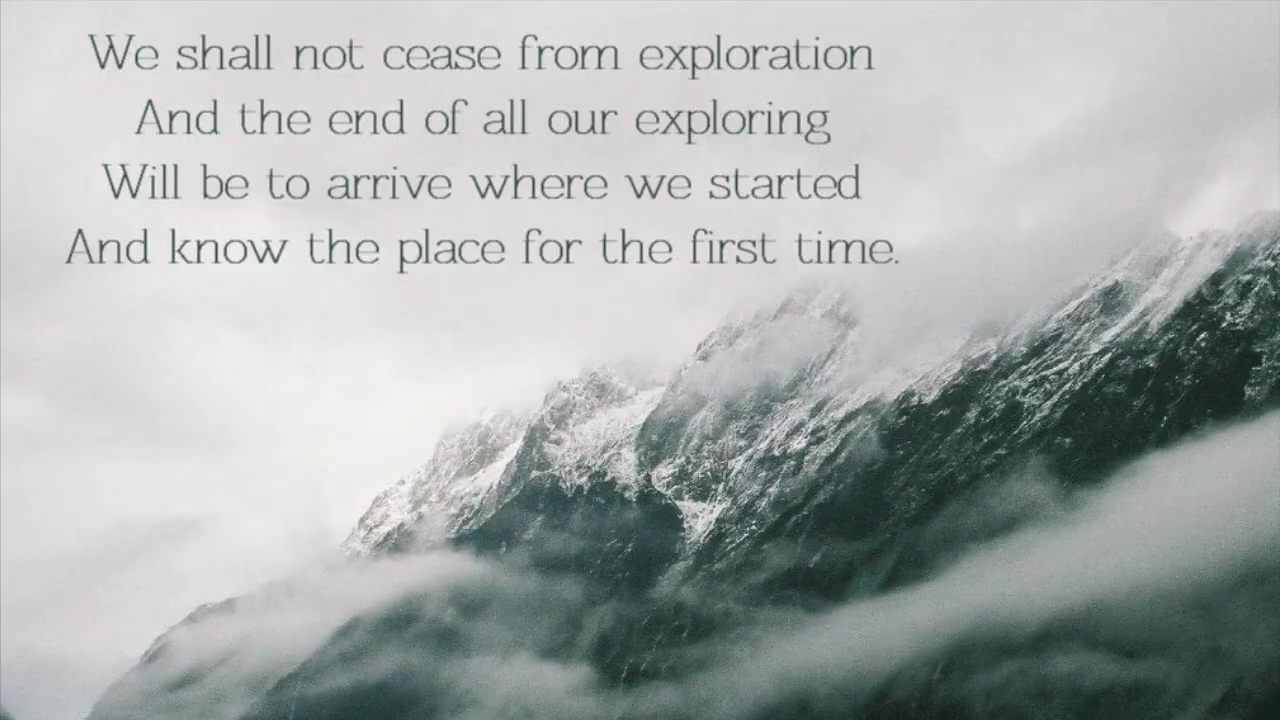 We shall not cease from exploration
And the end of all our exploring
Will be to arrive where we started
And know the place for the first time.